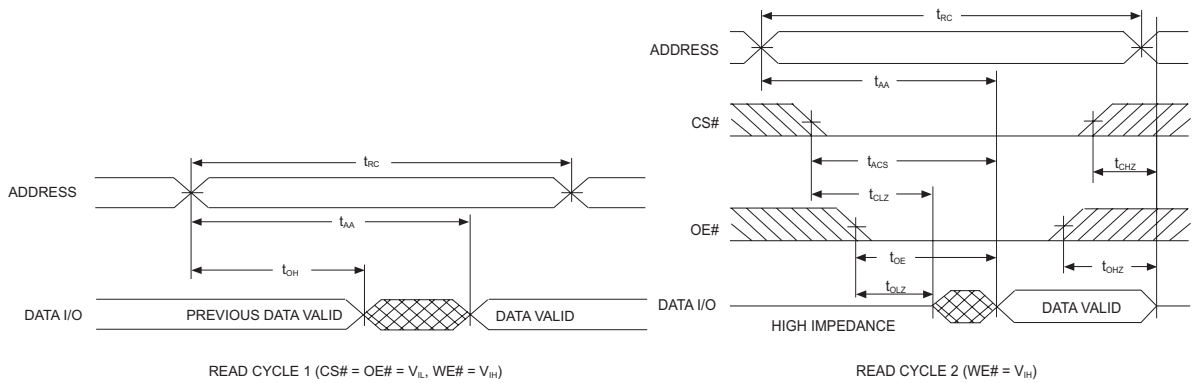 tRC
ADDRESS
tAA
tOH
DATA I/O
PREVIOUS DATA VALID
DATA VALID
READ CYCLE 1 (CS# = OE# = VIL, WE# = VIH)
tRC
ADDRESS
tAA
CS#
tACS
tCHZ
tCLZ
OE#
tOE
tOHZ
tOLZ
DATA I/O
HIGH IMPEDANCE
DATA VALID
READ CYCLE 2 (WE# = VIH)